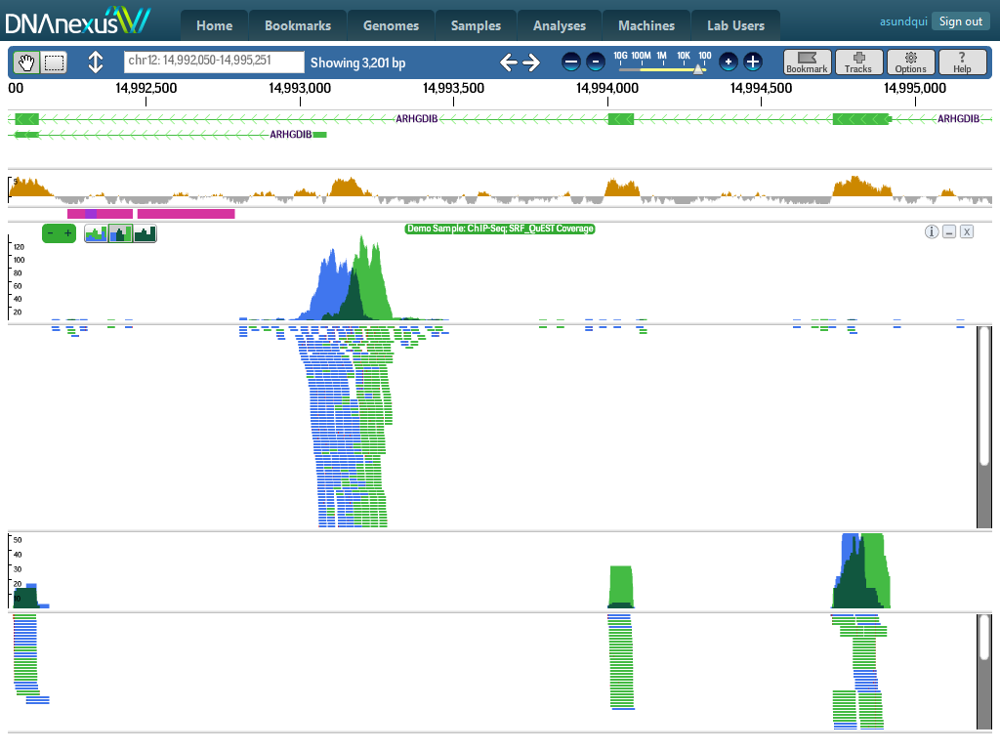 DNAnexus
Home Bookmarks Genomes Samples Analyses Machines Lab Users
asundqui Sign out
chr12: 14,992,050-14,995,251
Showing 3,201 bp
10G 100M 1M 10K 100
Bookmark Tracks Options Help
00 14,992,500 14,993,000 14,993,500 14,994,000 14,994,500 14,995,000
ARHGDIB ARHGDIB
ARHGDIB
5
Demo Sample: ChIP-Seq; SRF_QuEST Coverage
120
100
80
60
40
20
50
40
30
20
10